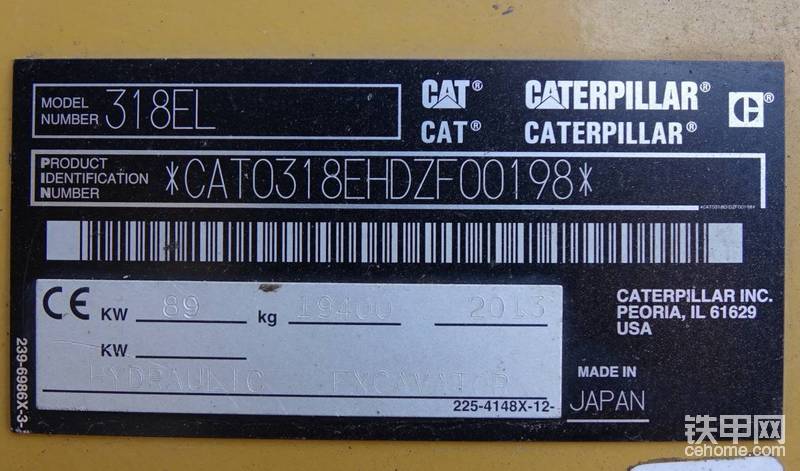 MODEL NUMBER 318EL
CAT® CATERPILLAR®
CAT® CATERPILLAR®
PRODUCT IDENTIFICATION NUMBER *CAT0318EHDZF00198*
CE KW 89 kg 19400 2013
KW
HYDRAULIC EXCAVATOR
225-4148X-12-
239-6986X-3-
CATERPILLAR INC.
PEORIA, IL 61629
USA
MADE IN
JAPAN
铁甲网
cehome.com